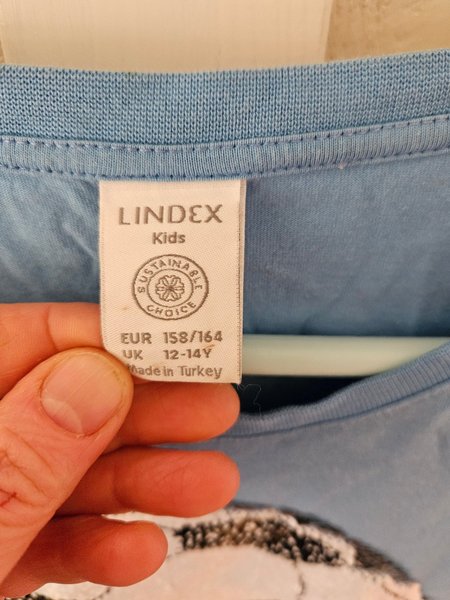 LINDEX
Kids
SUSTAINABLE
CHOICE
EUR 158/164
UK 12-14Y
Made in Turkey